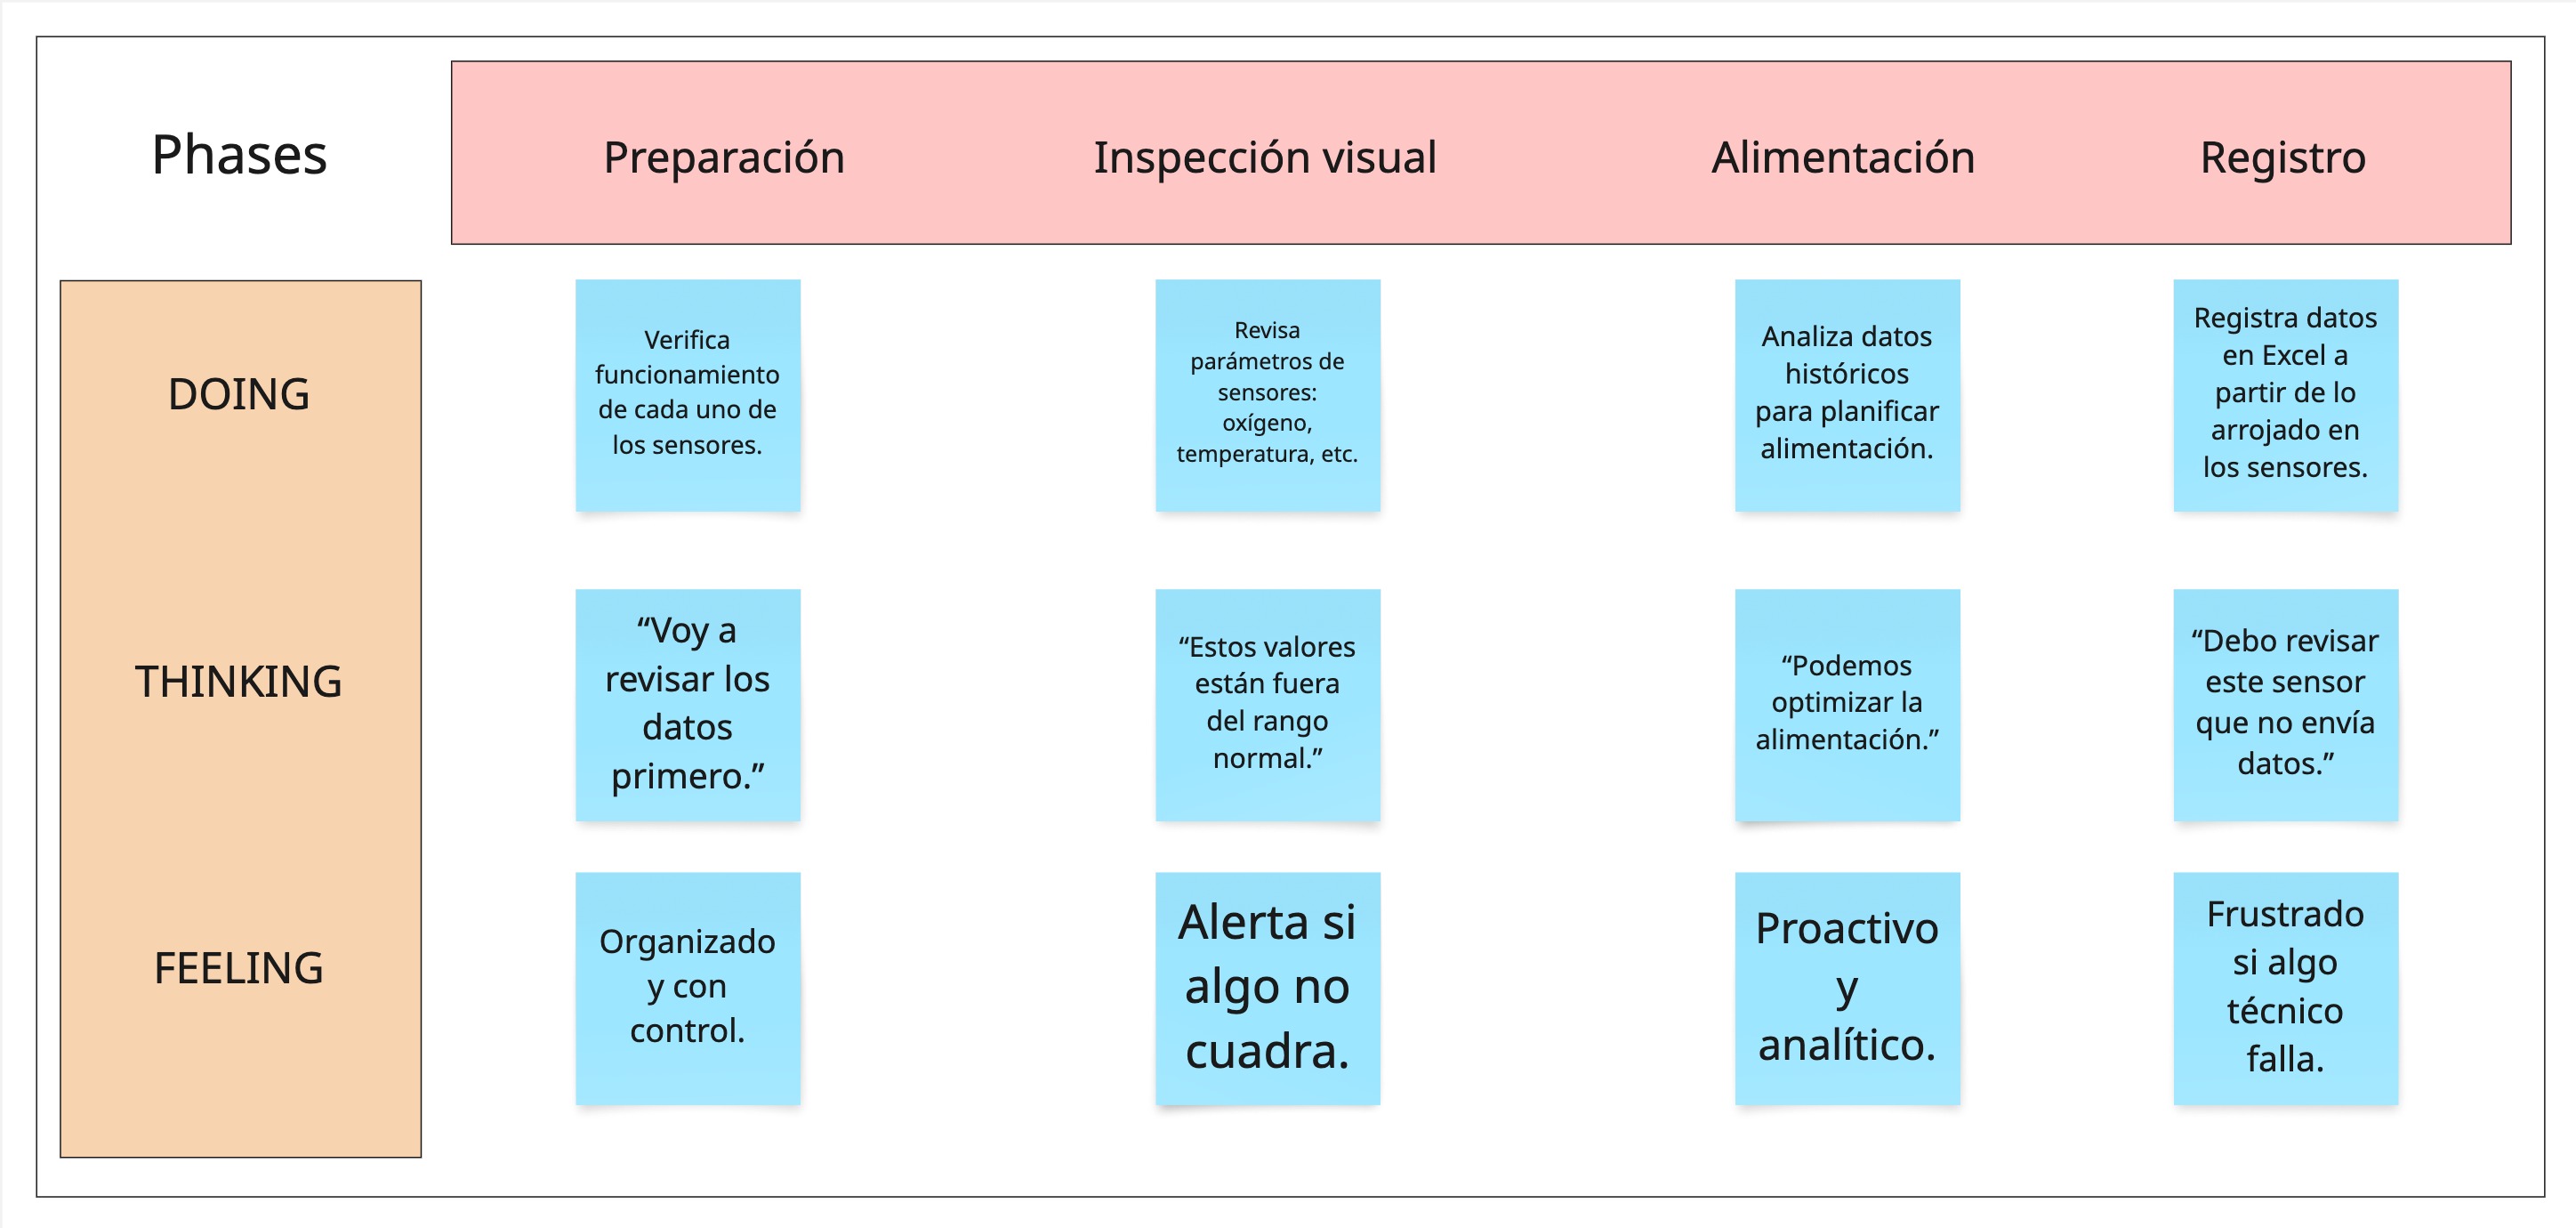 Phases
Preparación
Inspección visual
Alimentación
Registro
DOING
Verifica
funcionamiento
de cada uno de
los sensores.
Revisa
parámetros de
sensores:
oxígeno,
temperatura, etc.
Analiza datos
históricos
para planificar
alimentación.
Registra datos
en Excel a
partir de lo
arrojado en
los sensores.
THINKING
“Voy a
revisar los
datos
primero.”
“Estos valores
están fuera
del rango
normal.”
“Podemos
optimizar la
alimentación.”
“Debo revisar
este sensor
que no envía
datos.”
FEELING
Organizado
y con
control.
Alerta si
algo no
cuadra.
Proactivo
y
analítico.
Frustrado
si algo
técnico
falla.